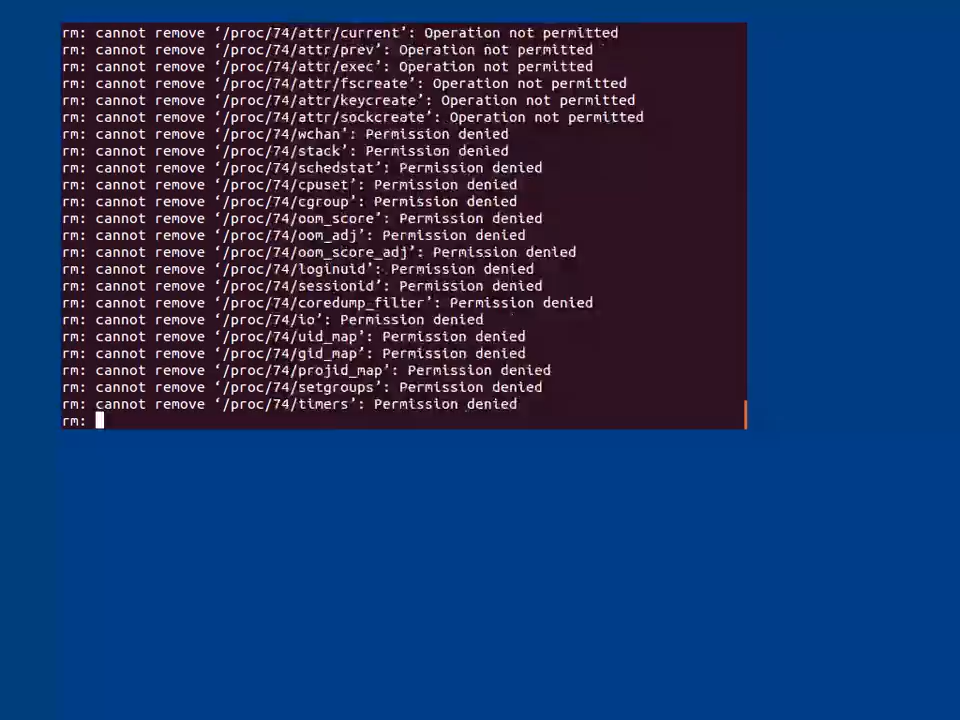 rm: cannot remove ‘/proc/74/attr/current’: Operation not permitted
rm: cannot remove ‘/proc/74/attr/prev’: Operation not permitted
rm: cannot remove ‘/proc/74/attr/exec’: Operation not permitted
rm: cannot remove ‘/proc/74/attr/fscreate’: Operation not permitted
rm: cannot remove ‘/proc/74/attr/keycreate’: Operation not permitted
rm: cannot remove ‘/proc/74/attr/sockcreate’: Operation not permitted
rm: cannot remove ‘/proc/74/wchan’: Permission denied
rm: cannot remove ‘/proc/74/stack’: Permission denied
rm: cannot remove ‘/proc/74/schedstat’: Permission denied
rm: cannot remove ‘/proc/74/cpuset’: Permission denied
rm: cannot remove ‘/proc/74/cgroup’: Permission denied
rm: cannot remove ‘/proc/74/oom_score’: Permission denied
rm: cannot remove ‘/proc/74/oom_adj’: Permission denied
rm: cannot remove ‘/proc/74/oom_score_adj’: Permission denied
rm: cannot remove ‘/proc/74/loginuid’: Permission denied
rm: cannot remove ‘/proc/74/sessionid’: Permission denied
rm: cannot remove ‘/proc/74/coredump_filter’: Permission denied
rm: cannot remove ‘/proc/74/io’: Permission denied
rm: cannot remove ‘/proc/74/uid_map’: Permission denied
rm: cannot remove ‘/proc/74/gid_map’: Permission denied
rm: cannot remove ‘/proc/74/projid_map’: Permission denied
rm: cannot remove ‘/proc/74/setgroups’: Permission denied
rm: cannot remove ‘/proc/74/timers’: Permission denied
rm: